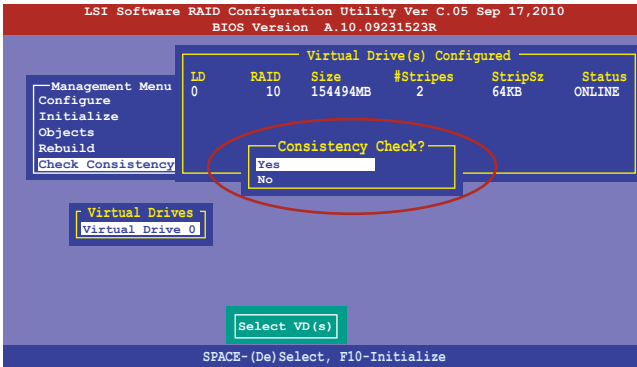 LSI Software RAID Configuration Utility Ver C.05 Sep 17,2010
BIOS Version A.10.09231523R
Virtual Drive(s) Configured
LD RAID Size #Stripes StripSz Status
0 10 154494MB 2 64KB ONLINE
Management Menu
Configure
Initialize
Objects
Rebuild
Check Consistency
Consistency Check?
Yes
No
Virtual Drives
Virtual Drive 0
Select VD(s)
SPACE-(De)Select, F10-Initialize